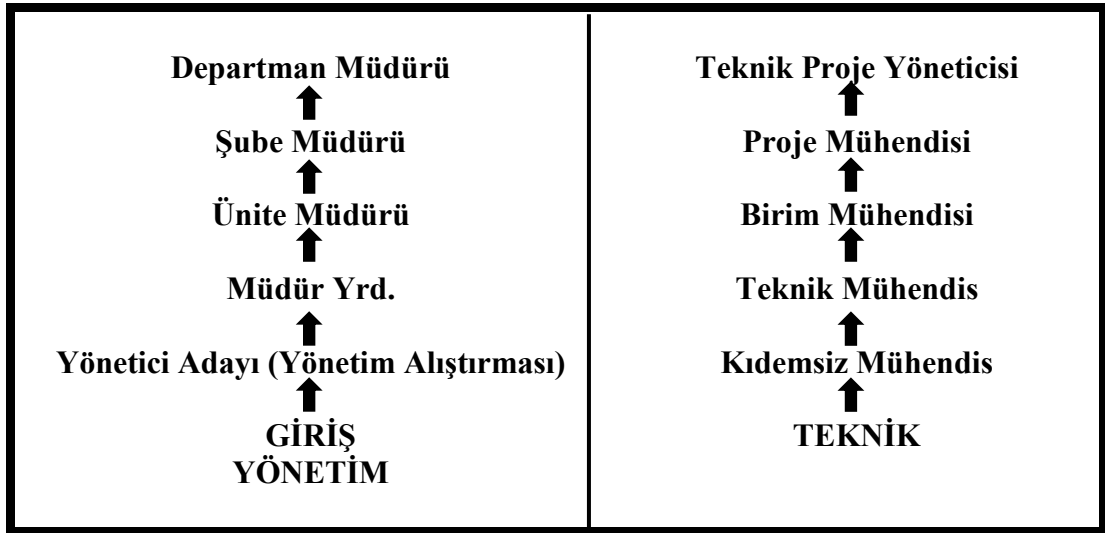 Departman Müdürü
Şube Müdürü
Ünite Müdürü
Müdür Yrd.
Yönetici Adayı (Yönetim Alıştırması)
GİRİŞ
YÖNETİM
Teknik Proje Yöneticisi
Proje Mühendisi
Birim Mühendisi
Teknik Mühendis
Kıdemsiz Mühendis
TEKNİK